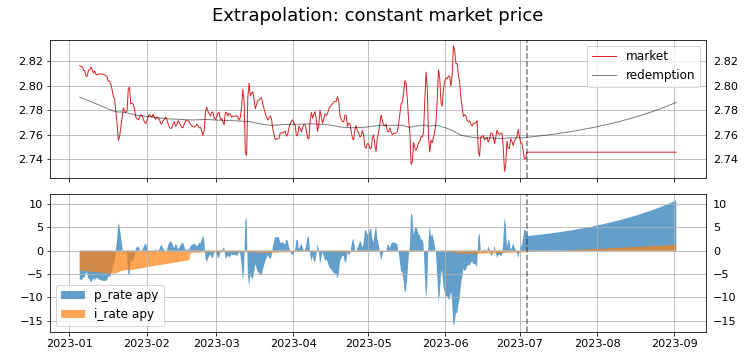 Extrapolation: constant market price
2.82 2.82
market
2.80 2.80
redemption
2.78 2.78
2.76 2.76
2.74 2.74
10 10
5 5
0 0
−5 −5
−10 −10
p_rate apy
i_rate apy
−15 −15
2023-01 2023-02 2023-03 2023-04 2023-05 2023-06 2023-07 2023-08 2023-09